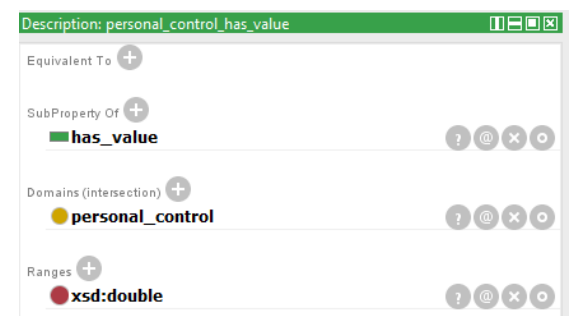 Description: personal_control_has_value
Equivalent To
SubProperty Of
has_value
Domains (intersection)
personal_control
Ranges
xsd:double